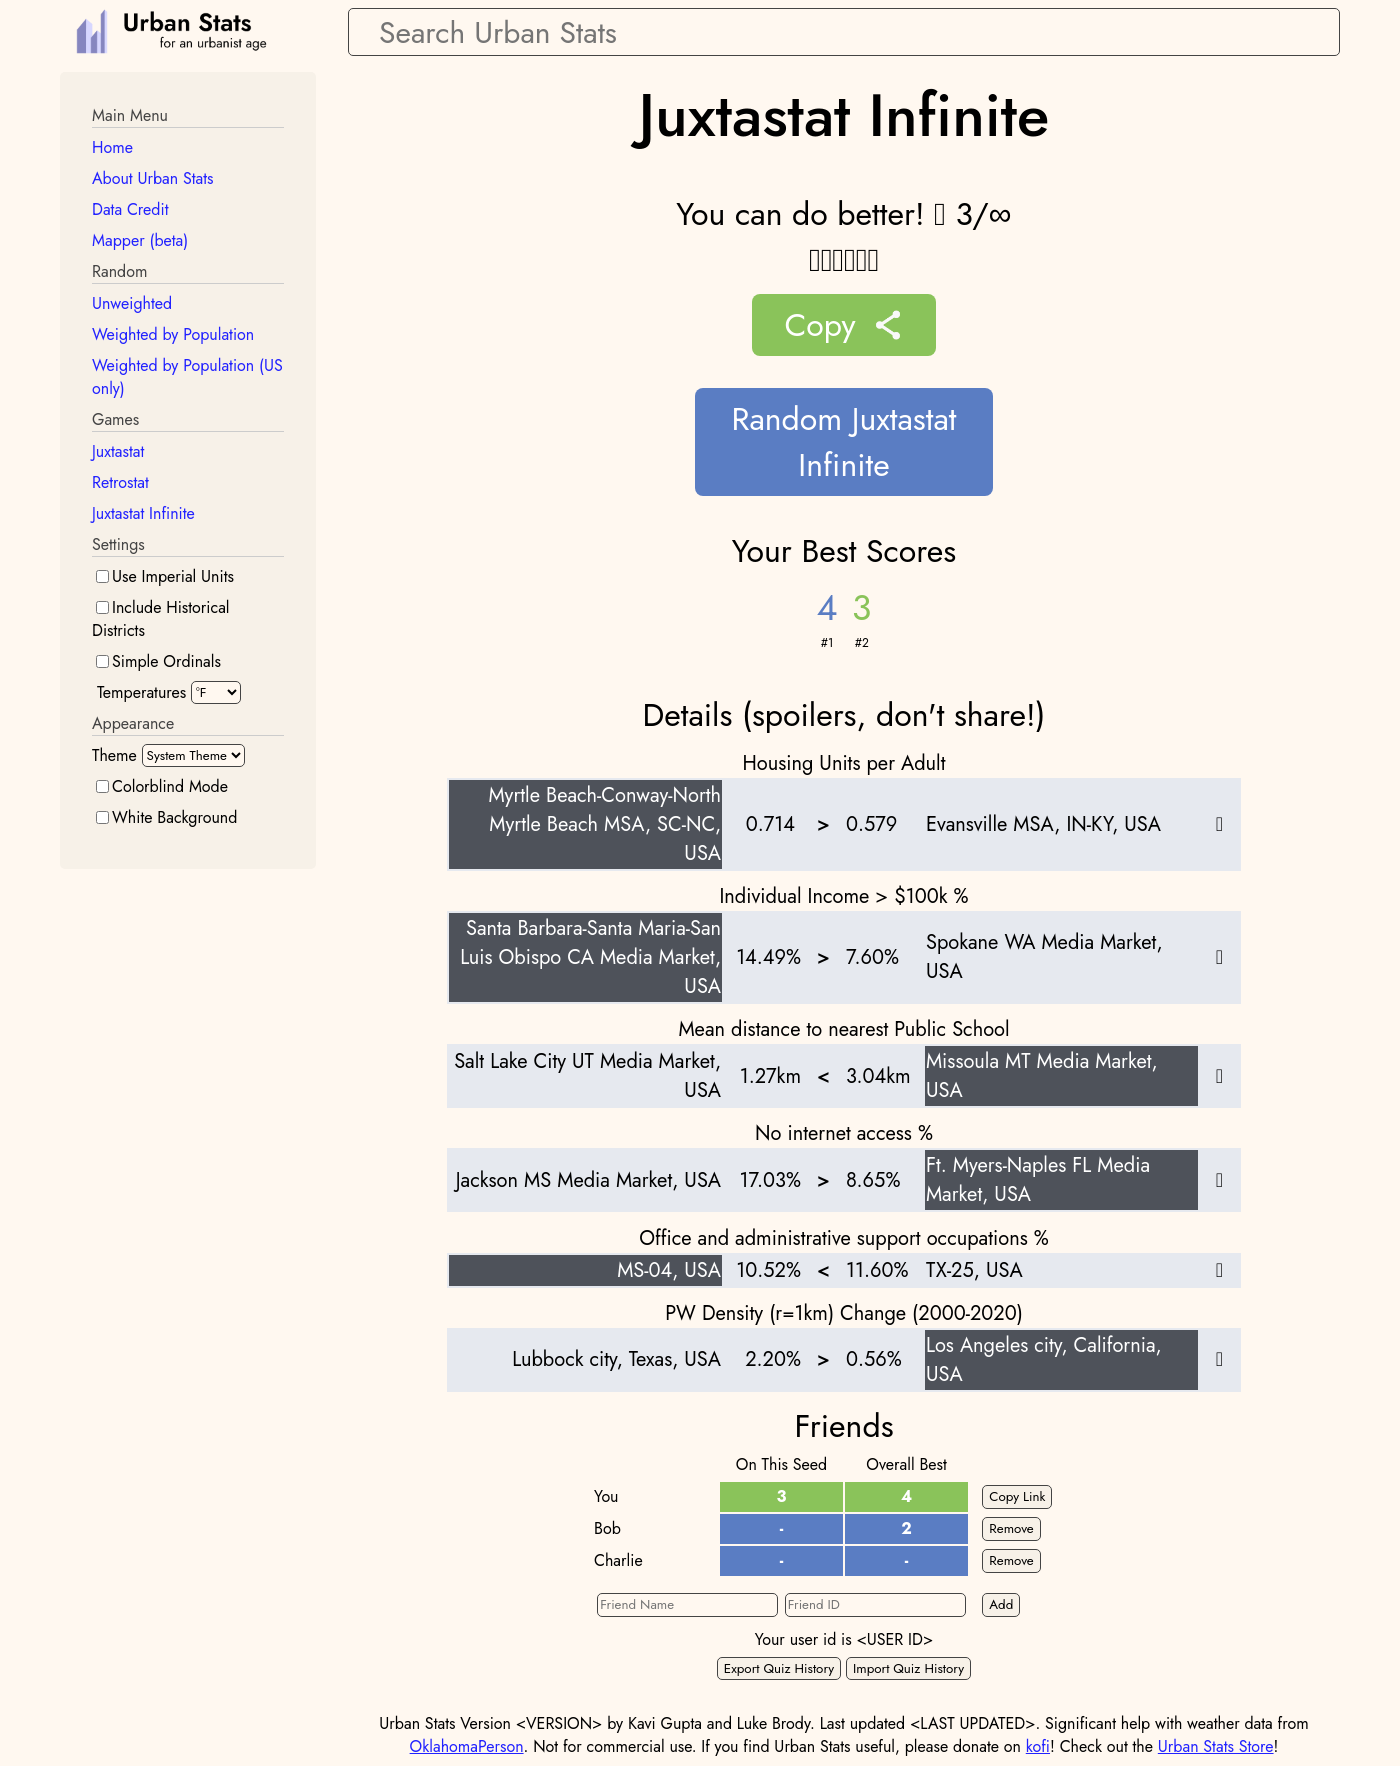 Urban Stats
for an urbanist age
Search Urban Stats
Main Menu
Home
About Urban Stats
Data Credit
Mapper (beta)
Random
Unweighted
Weighted by Population
Weighted by Population (US
only)
Games
Juxtastat
Retrostat
Juxtastat Infinite
Settings
Use Imperial Units
Include Historical
Districts
Simple Ordinals
Temperatures °F
Appearance
Theme System Theme
Colorblind Mode
White Background
Juxtastat Infinite
You can do better! 3/∞
Copy
Random Juxtastat
Infinite
Your Best Scores
4 3
#1 #2
Details (spoilers, don't share!)
Housing Units per Adult
Myrtle Beach-Conway-North
Myrtle Beach MSA, SC-NC,
USA
0.714 > 0.579
Evansville MSA, IN-KY, USA
Individual Income > $100k %
Santa Barbara-Santa Maria-San
Luis Obispo CA Media Market,
USA
14.49% > 7.60%
Spokane WA Media Market,
USA
Mean distance to nearest Public School
Salt Lake City UT Media Market,
USA
1.27km < 3.04km
Missoula MT Media Market,
USA
No internet access %
Jackson MS Media Market, USA
17.03% > 8.65%
Ft. Myers-Naples FL Media
Market, USA
Office and administrative support occupations %
MS-04, USA 10.52% < 11.60% TX-25, USA
PW Density (r=1km) Change (2000-2020)
Lubbock city, Texas, USA
2.20% > 0.56%
Los Angeles city, California,
USA
Friends
On This Seed Overall Best
You 3 4 Copy Link
Bob - 2 Remove
Charlie - - Remove
Friend Name Friend ID Add
Your user id is <USER ID>
Export Quiz History Import Quiz History
Urban Stats Version <VERSION> by Kavi Gupta and Luke Brody. Last updated <LAST UPDATED>. Significant help with weather data from
OklahomaPerson. Not for commercial use. If you find Urban Stats useful, please donate on kofi! Check out the Urban Stats Store!